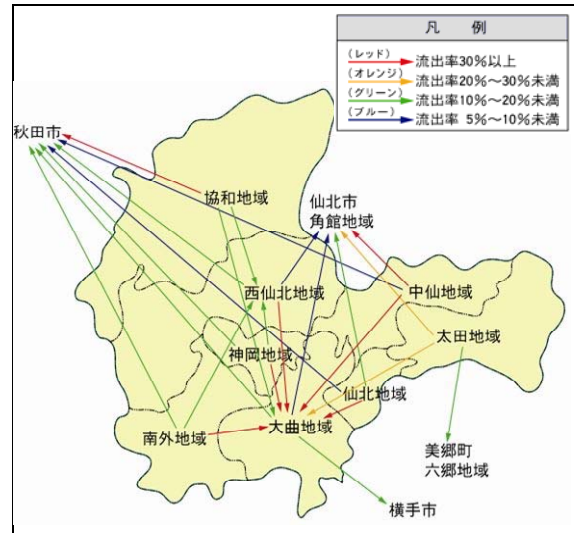 凡　例
(レッド)
流出率30%以上
(オレンジ)
流出率20%～30%未満
(グリーン)
流出率10%～20%未満
(ブルー)
流出率 5%～10%未満
秋田市
協和地域
仙北市
角館地域
西仙北地域
中仙地域
太田地域
神岡地域
仙北地域
南外地域
大曲地域
美郷町
六郷地域
横手市